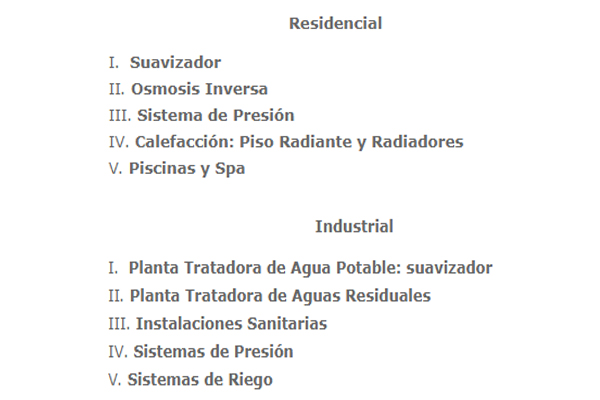 Residencial
I. Suavizador
II. Osmosis Inversa
III. Sistema de Presión
IV. Calefacción: Piso Radiante y Radiadores
V. Piscinas y Spa
Industrial
I. Planta Tratadora de Agua Potable: suavizador
II. Planta Tratadora de Aguas Residuales
III. Instalaciones Sanitarias
IV. Sistemas de Presión
V. Sistemas de Riego